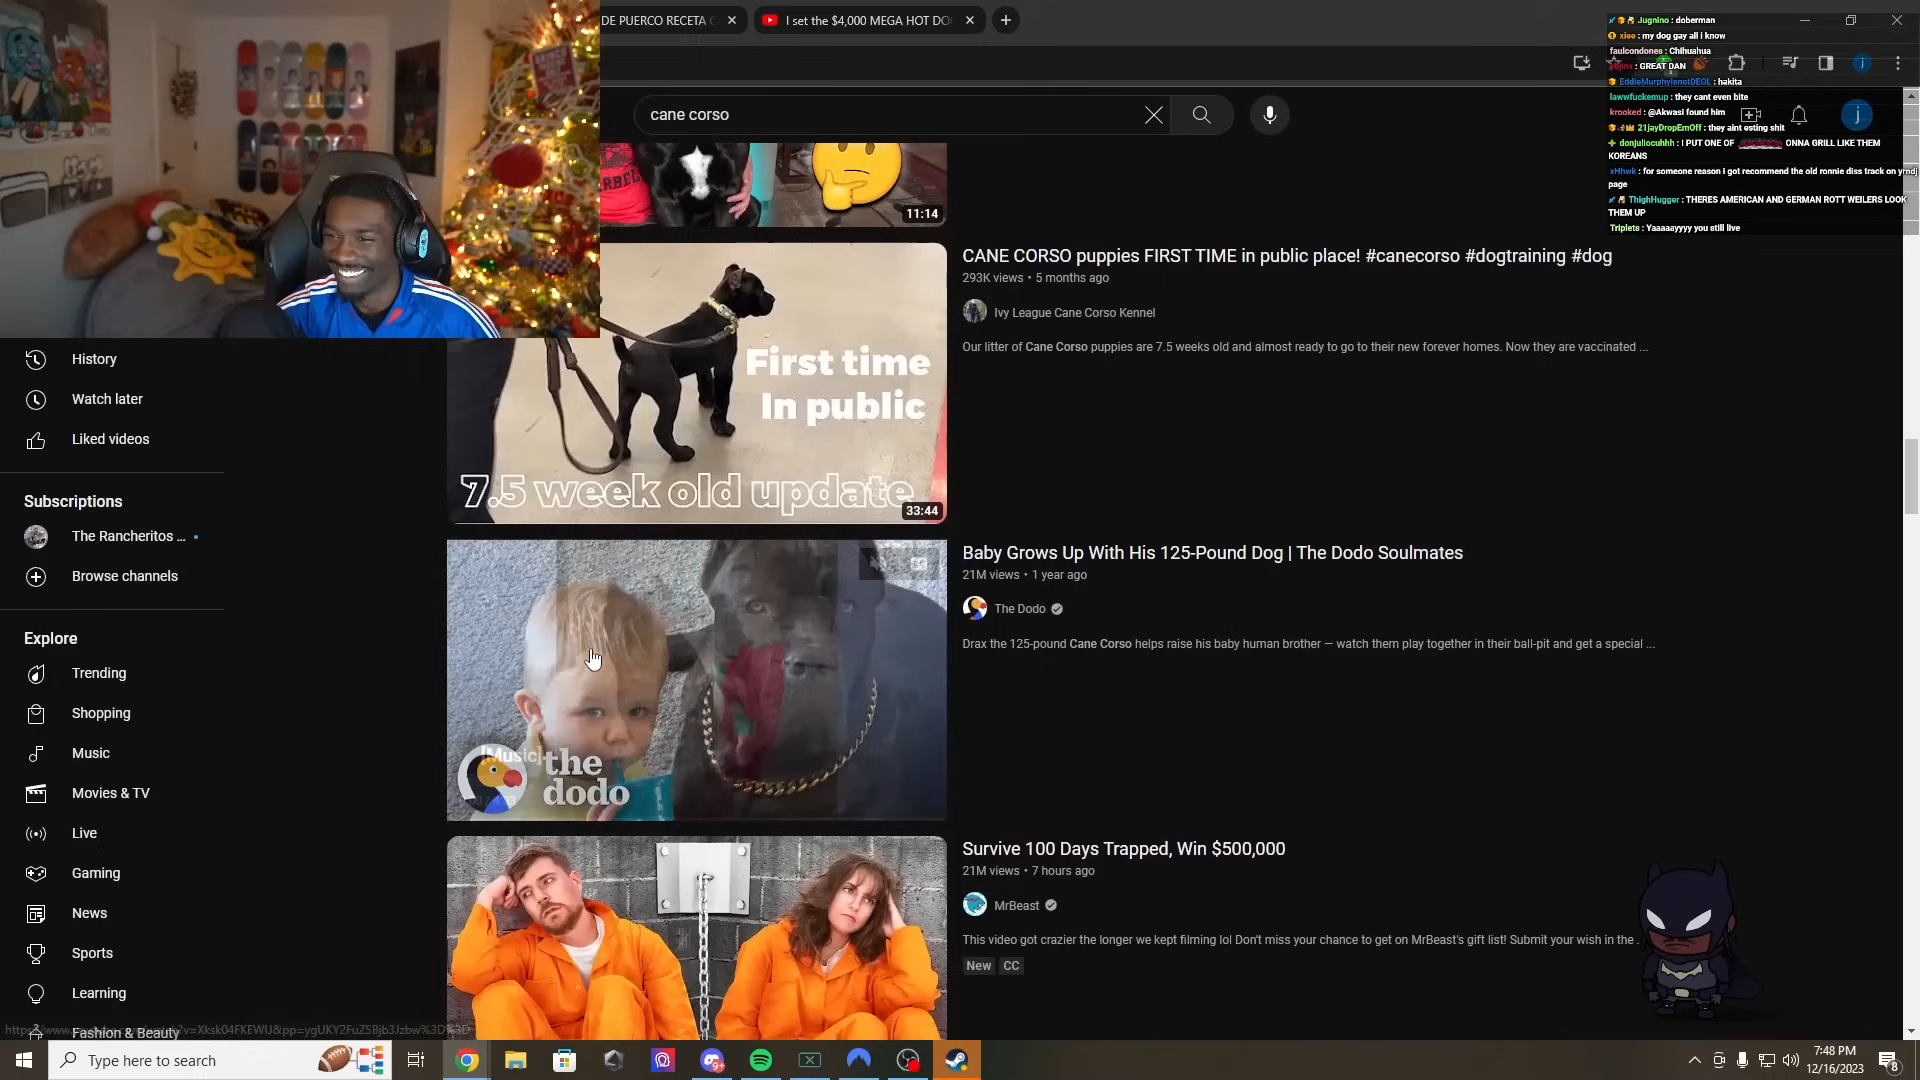 DE PUERCO RECETA
I set the $4,000 MEGA HOT DO
Jugnino : doberman
xiee : my dog gay all i know
faulcondones : Chihuahua
: GREAT DAN
EddieMurphyIsnotDEOL : hakita
lawwfuckemup : they cant even bite
krooked : @Akwasi found him
21jayDropEmOff : they aint esting shit
donjuliocuhhh : I PUT ONE OF ONNA GRILL LIKE THEM
KOREANS
xHhwk : for someone reason i got recommend the old ronnie diss track on yrndj
page
ThighHugger : THERES AMERICAN AND GERMAN ROTT WEILERS LOOK
THEM UP
Triplets : Yaaaaayyyy you still live
j
j
cane corso
11:14
CANE CORSO puppies FIRST TIME in public place! #canecorso #dogtraining #dog
293K views • 5 months ago
Ivy League Cane Corso Kennel
Our litter of Cane Corso puppies are 7.5 weeks old and almost ready to go to their new forever homes. Now they are vaccinated ...
First time
In public
7.5 week old update
33:44
History
Watch later
Liked videos
Subscriptions
The Rancheritos ... •
Browse channels
Explore
Trending
Shopping
Music
Movies & TV
Live
Gaming
News
Sports
Learning
Fashion & Beauty
Baby Grows Up With His 125-Pound Dog | The Dodo Soulmates
21M views • 1 year ago
The Dodo
Drax the 125-pound Cane Corso helps raise his baby human brother — watch them play together in their ball-pit and get a special ...
[Music]
the
dodo
Survive 100 Days Trapped, Win $500,000
21M views • 7 hours ago
MrBeast
This video got crazier the longer we kept filming lol Don't miss your chance to get on MrBeast's gift list! Submit your wish in the .
New CC
Type here to search
9+
7:48 PM
12/16/2023
8